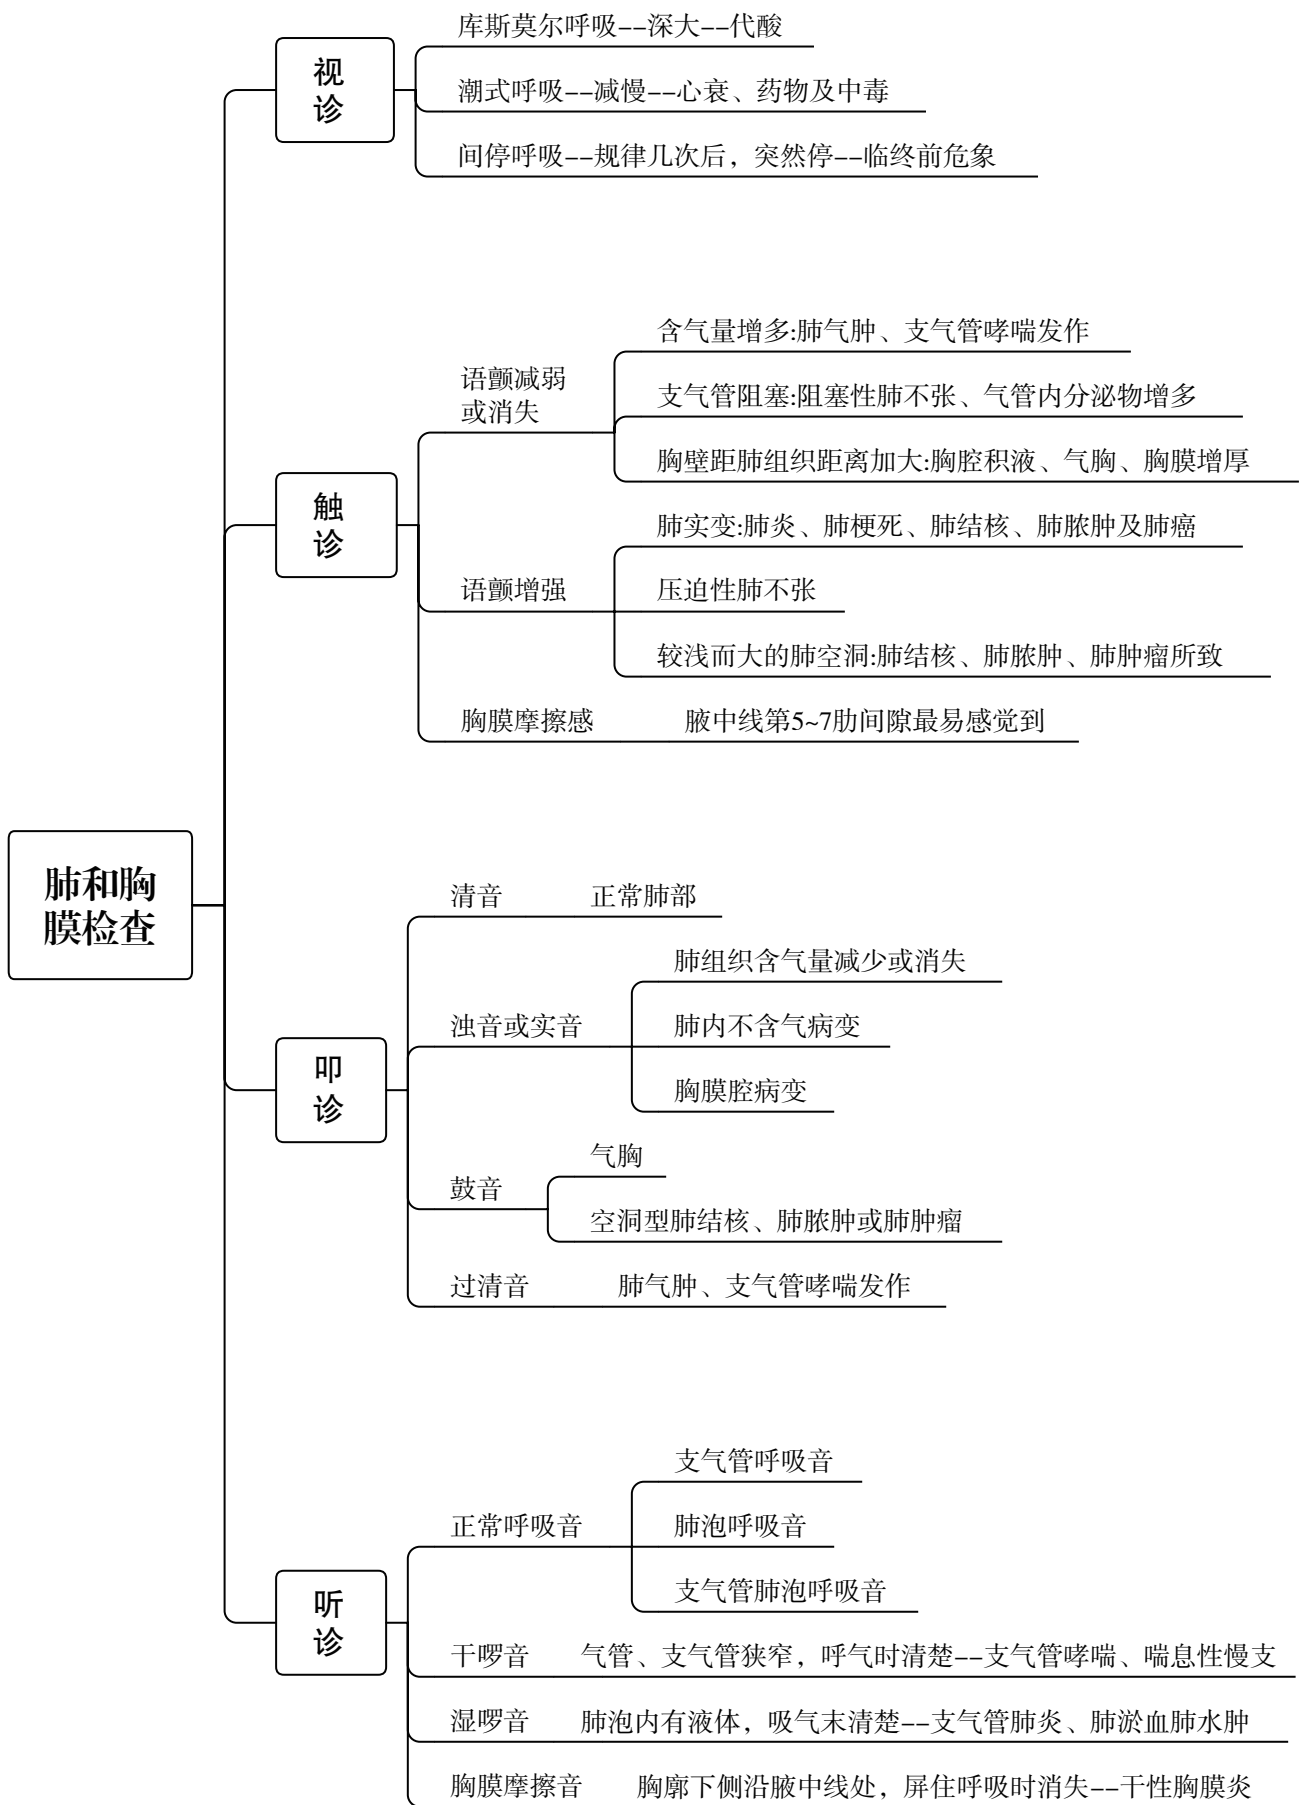 肺和胸
膜检查
视
诊
库斯莫尔呼吸--深大--代酸
潮式呼吸--减慢--心衰、药物及中毒
间停呼吸--规律几次后，突然停--临终前危象
触
诊
语颤减弱
或消失
含气量增多:肺气肿、支气管哮喘发作
支气管阻塞:阻塞性肺不张、气管内分泌物增多
胸壁距肺组织距离加大:胸腔积液、气胸、胸膜增厚
语颤增强
肺实变:肺炎、肺梗死、肺结核、肺脓肿及肺癌
压迫性肺不张
较浅而大的肺空洞:肺结核、肺脓肿、肺肿瘤所致
胸膜摩擦感
腋中线第5~7肋间隙最易感觉到
叩
诊
清音
正常肺部
浊音或实音
肺组织含气量减少或消失
肺内不含气病变
胸膜腔病变
鼓音
气胸
空洞型肺结核、肺脓肿或肺肿瘤
过清音
肺气肿、支气管哮喘发作
听
诊
正常呼吸音
支气管呼吸音
肺泡呼吸音
支气管肺泡呼吸音
干啰音
气管、支气管狭窄，呼气时清楚--支气管哮喘、喘息性慢支
湿啰音
肺泡内有液体，吸气末清楚--支气管肺炎、肺淤血肺水肿
胸膜摩擦音
胸廓下侧沿腋中线处，屏住呼吸时消失--干性胸膜炎